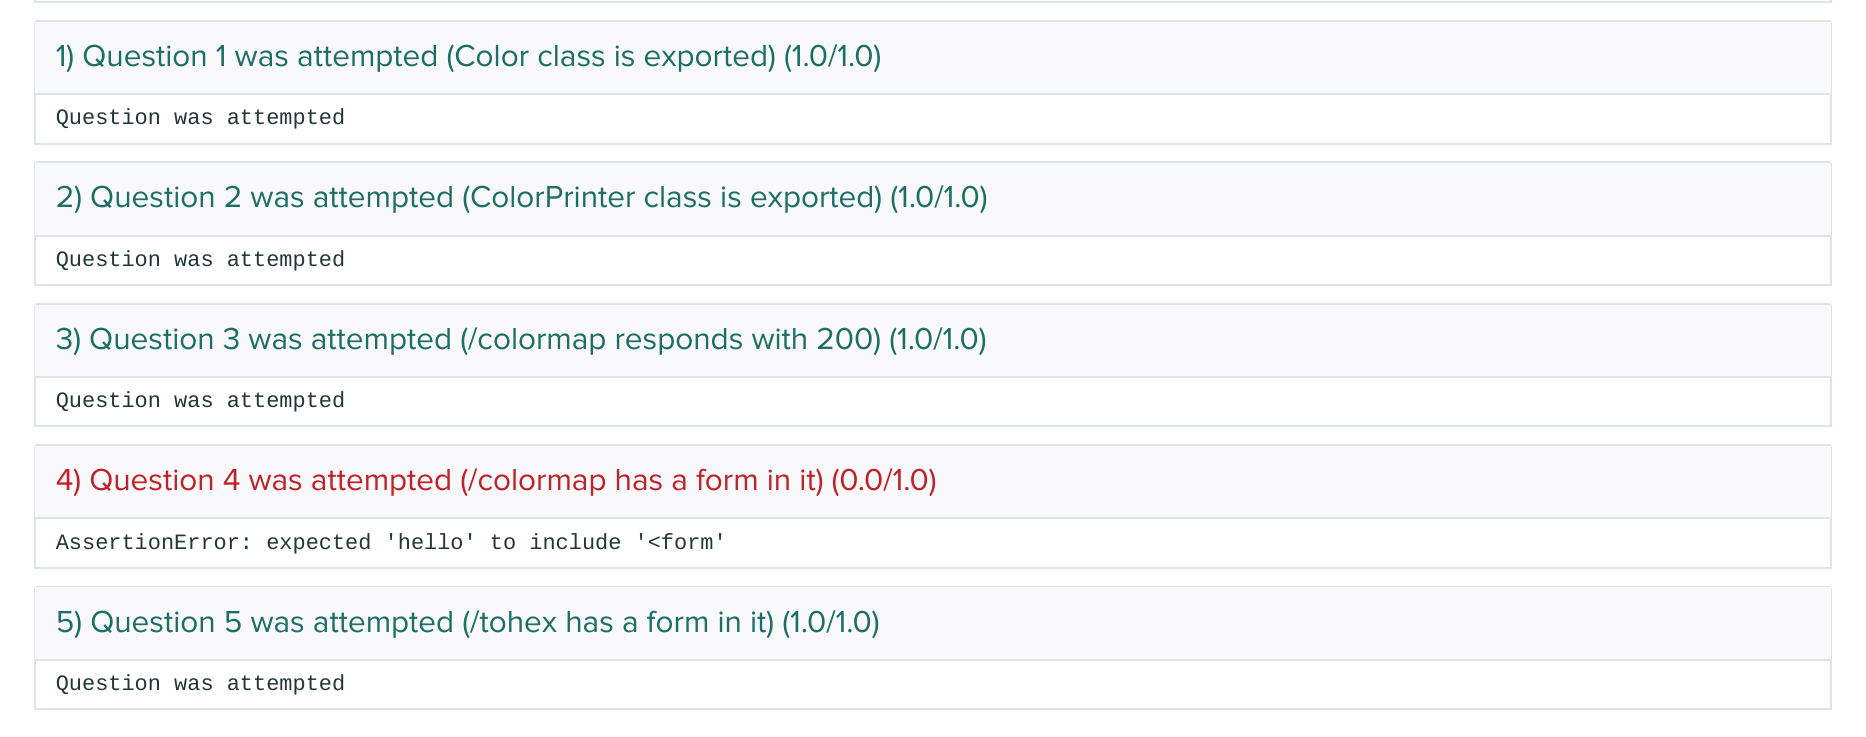 1) Question 1 was attempted (Color class is exported) (1.0/1.0)
Question was attempted
2) Question 2 was attempted (ColorPrinter class is exported) (1.0/1.0)
Question was attempted
3) Question 3 was attempted (/colormap responds with 200) (1.0/1.0)
Question was attempted
4) Question 4 was attempted (/colormap has a form in it) (0.0/1.0)
AssertionError: expected 'hello' to include '<form'
5) Question 5 was attempted (/tohex has a form in it) (1.0/1.0)
Question was attempted